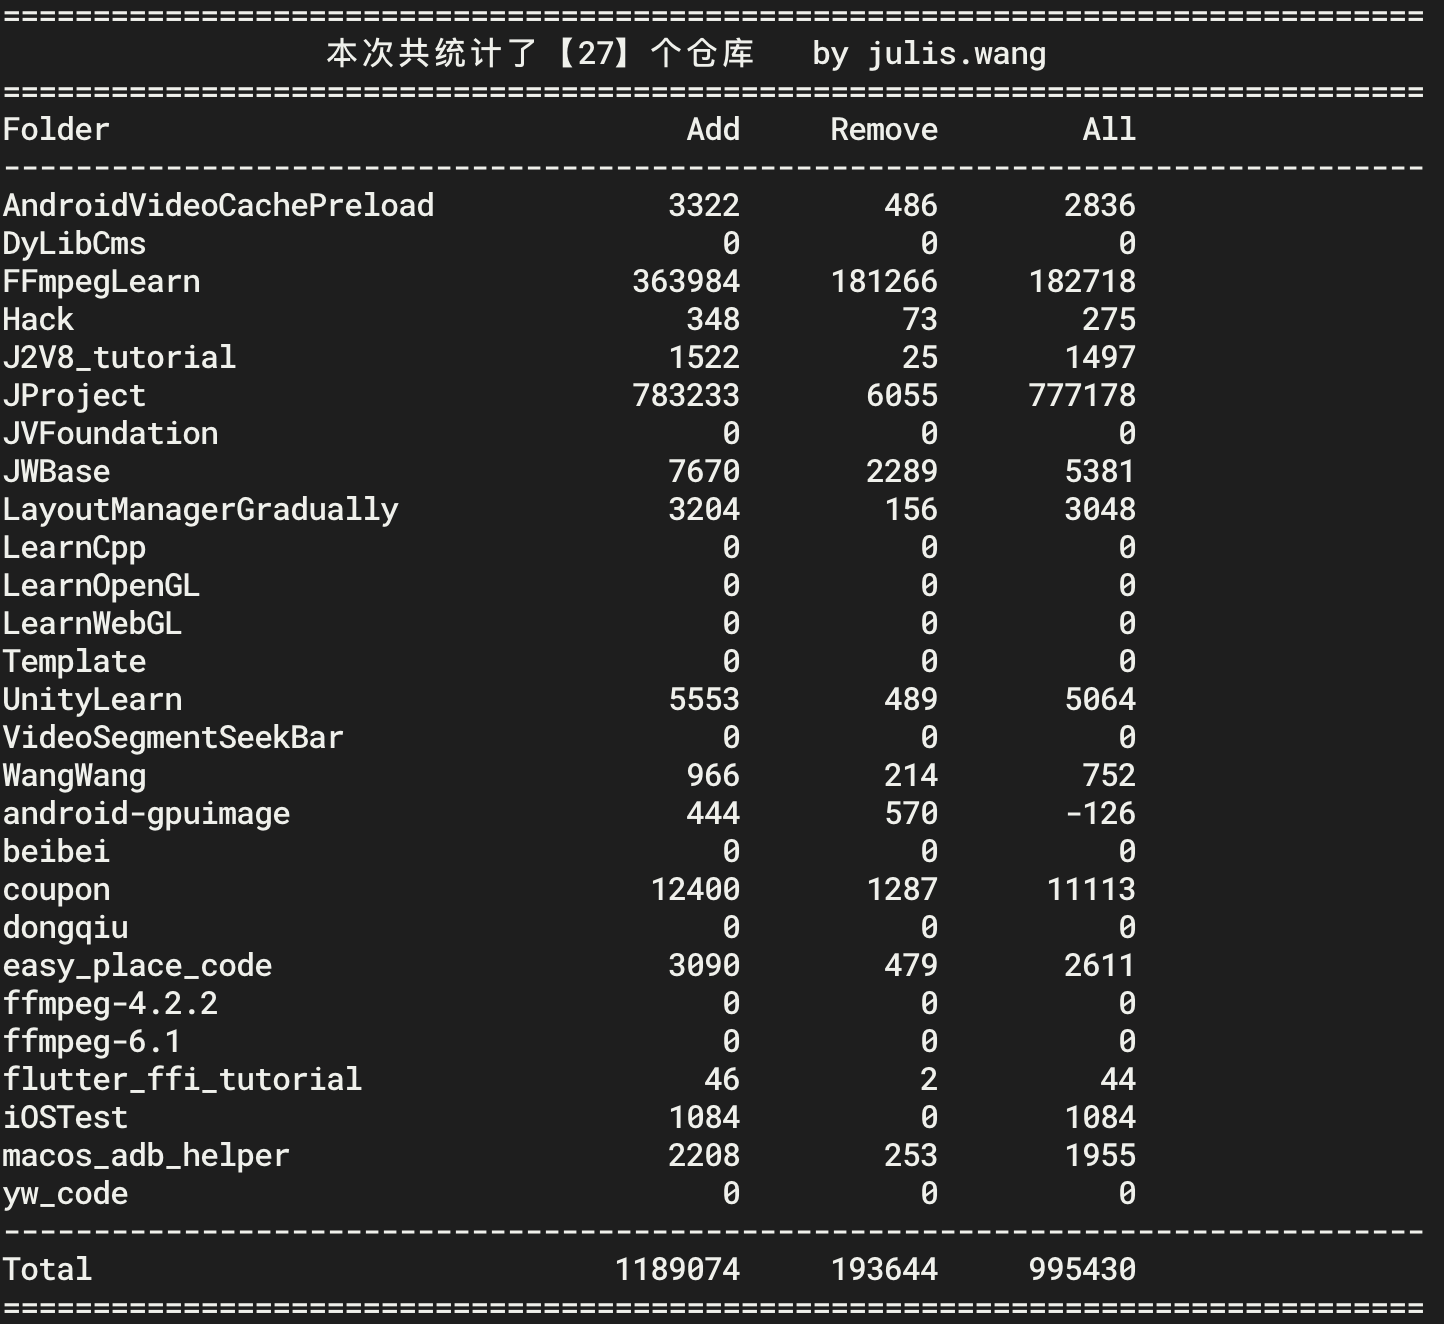 ===============================================================================
本次共统计了【27】个仓库   by julis.wang
===============================================================================
Folder                                Add     Remove        All
-------------------------------------------------------------------------------
AndroidVideoCachePreload             3322        486       2836
DyLibCms                                0          0          0
FFmpegLearn                        363984     181266     182718
Hack                                  348         73        275
J2V8_tutorial                        1522         25       1497
JProject                           783233       6055     777178
JVFoundation                            0          0          0
JWBase                               7670       2289       5381
LayoutManagerGradually               3204        156       3048
LearnCpp                                0          0          0
LearnOpenGL                             0          0          0
LearnWebGL                              0          0          0
Template                                0          0          0
UnityLearn                           5553        489       5064
VideoSegmentSeekBar                     0          0          0
WangWang                              966        214        752
android-gpuimage                      444        570       -126
beibei                                  0          0          0
coupon                              12400       1287      11113
dongqiu                                 0          0          0
easy_place_code                      3090        479       2611
ffmpeg-4.2.2                            0          0          0
ffmpeg-6.1                              0          0          0
flutter_ffi_tutorial                   46          2         44
iOSTest                              1084          0       1084
macos_adb_helper                     2208        253       1955
yw_code                                 0          0          0
-------------------------------------------------------------------------------
Total                             1189074     193644     995430
===============================================================================